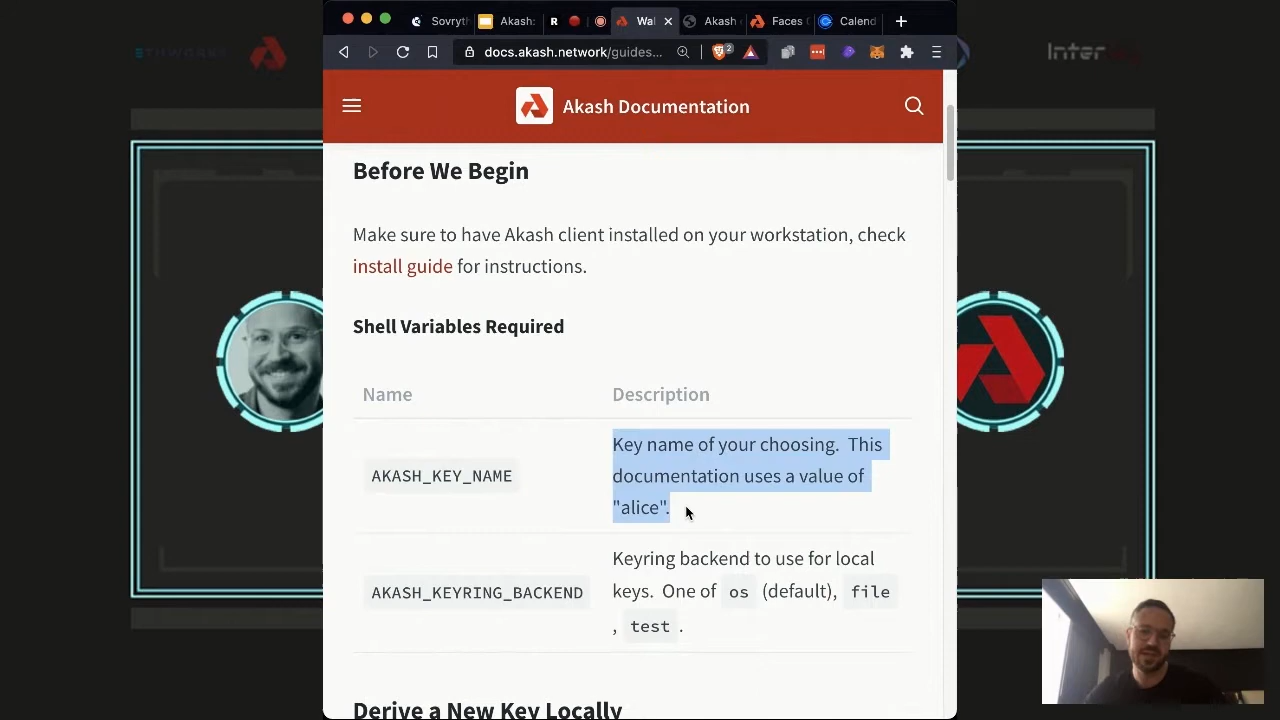 Sovryth
Akash:
R
Wal
Akash
Faces
Calend
docs.akash.network/guides...
2
ETHWORKS
Inter
Akash Documentation
Before We Begin
Make sure to have Akash client installed on your workstation, check
install guide for instructions.
Shell Variables Required
Name Description
Key name of your choosing. This
AKASH_KEY_NAME documentation uses a value of
"alice".
Keyring backend to use for local
AKASH_KEYRING_BACKEND keys. One of os (default), file
, test .
Derive a New Key Locally